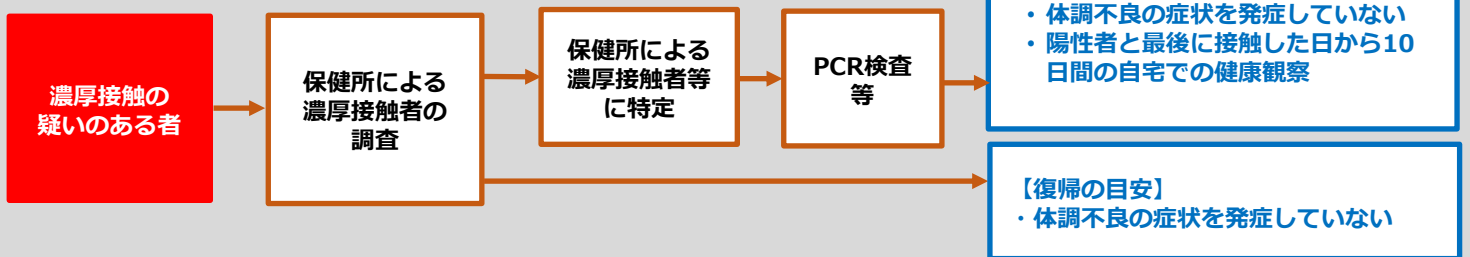 濃厚接触の
疑いのある者
保健所による
濃厚接触者の
調査
保健所による
濃厚接触者等
に特定
PCR検査
等
・体調不良の症状を発症していない
・陽性者と最後に接触した日から10
日間の自宅での健康観察
【復帰の目安】
・体調不良の症状を発症していない